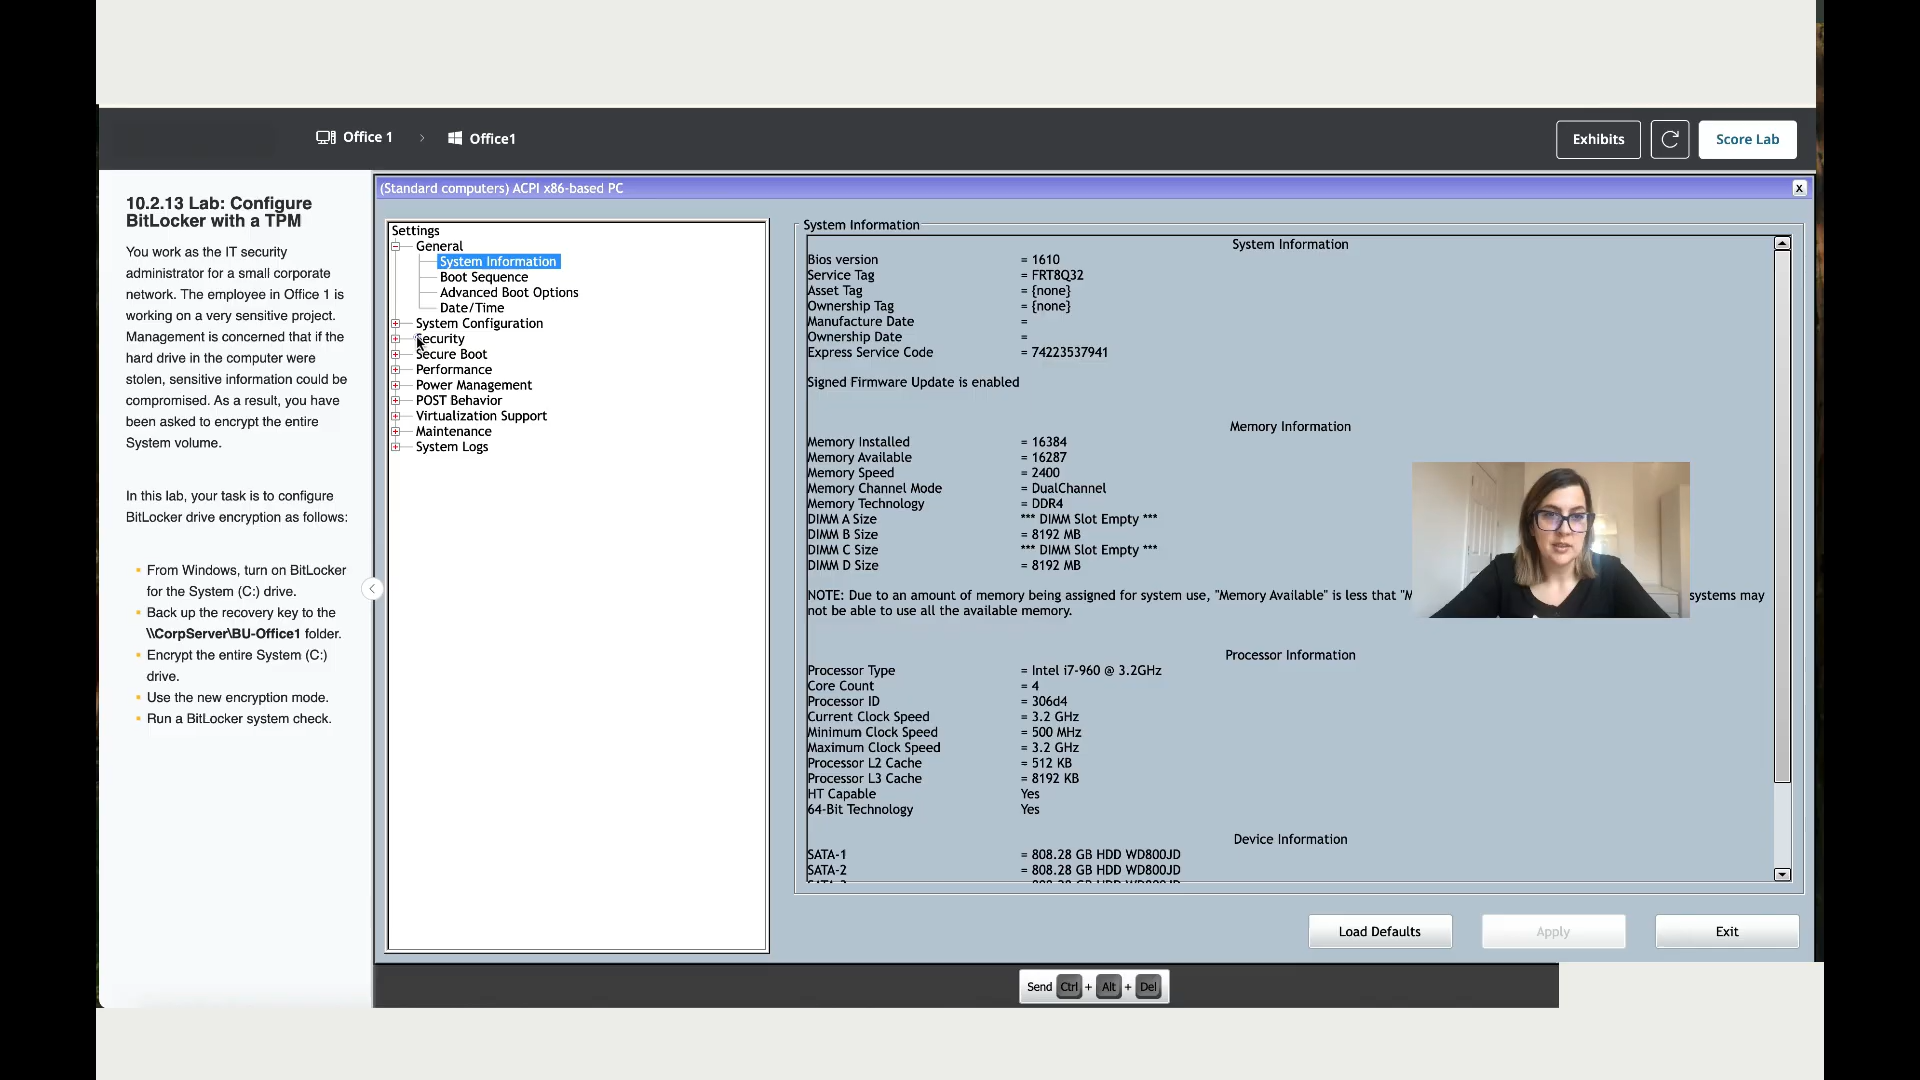 Office 1
Office1
Exhibits
Score Lab
10.2.13 Lab: Configure
BitLocker with a TPM
You work as the IT security
administrator for a small corporate
network. The employee in Office 1 is
working on a very sensitive project.
Management is concerned that if the
hard drive in the computer were
stolen, sensitive information could be
compromised. As a result, you have
been asked to encrypt the entire
System volume.
In this lab, your task is to configure
BitLocker drive encryption as follows:
From Windows, turn on BitLocker
for the System (C:) drive.
Back up the recovery key to the
\\CorpServer\BU-Office1 folder.
Encrypt the entire System (C:)
drive.
Use the new encryption mode.
Run a BitLocker system check.
(Standard computers) ACPI x86-based PC
x
Settings
General
System Information
Boot Sequence
Advanced Boot Options
Date/Time
System Configuration
Security
Secure Boot
Performance
Power Management
POST Behavior
Virtualization Support
Maintenance
System Logs
System Information
System Information
Bios version = 1610
Service Tag = FRT8Q32
Asset Tag = {none}
Ownership Tag = {none}
Manufacture Date =
Ownership Date =
Express Service Code = 74223537941
Signed Firmware Update is enabled
Memory Information
Memory Installed = 16384
Memory Available = 16287
Memory Speed = 2400
Memory Channel Mode = DualChannel
Memory Technology = DDR4
DIMM A Size *** DIMM Slot Empty ***
DIMM B Size = 8192 MB
DIMM C Size *** DIMM Slot Empty ***
DIMM D Size = 8192 MB
NOTE: Due to an amount of memory being assigned for system use, "Memory Available" is less that "M systems may
not be able to use all the available memory.
Processor Information
Processor Type = Intel i7-960 @ 3.2GHz
Core Count = 4
Processor ID = 306d4
Current Clock Speed = 3.2 GHz
Minimum Clock Speed = 500 MHz
Maximum Clock Speed = 3.2 GHz
Processor L2 Cache = 512 KB
Processor L3 Cache = 8192 KB
HT Capable Yes
64-Bit Technology Yes
Device Information
SATA-1 = 808.28 GB HDD WD800JD
SATA-2 = 808.28 GB HDD WD800JD
Load Defaults
Apply
Exit
Send Ctrl + Alt + Del